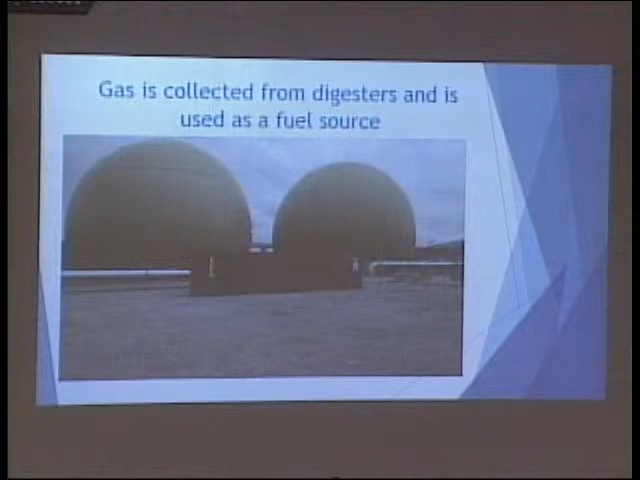 Gas is collected from digesters and is
used as a fuel source